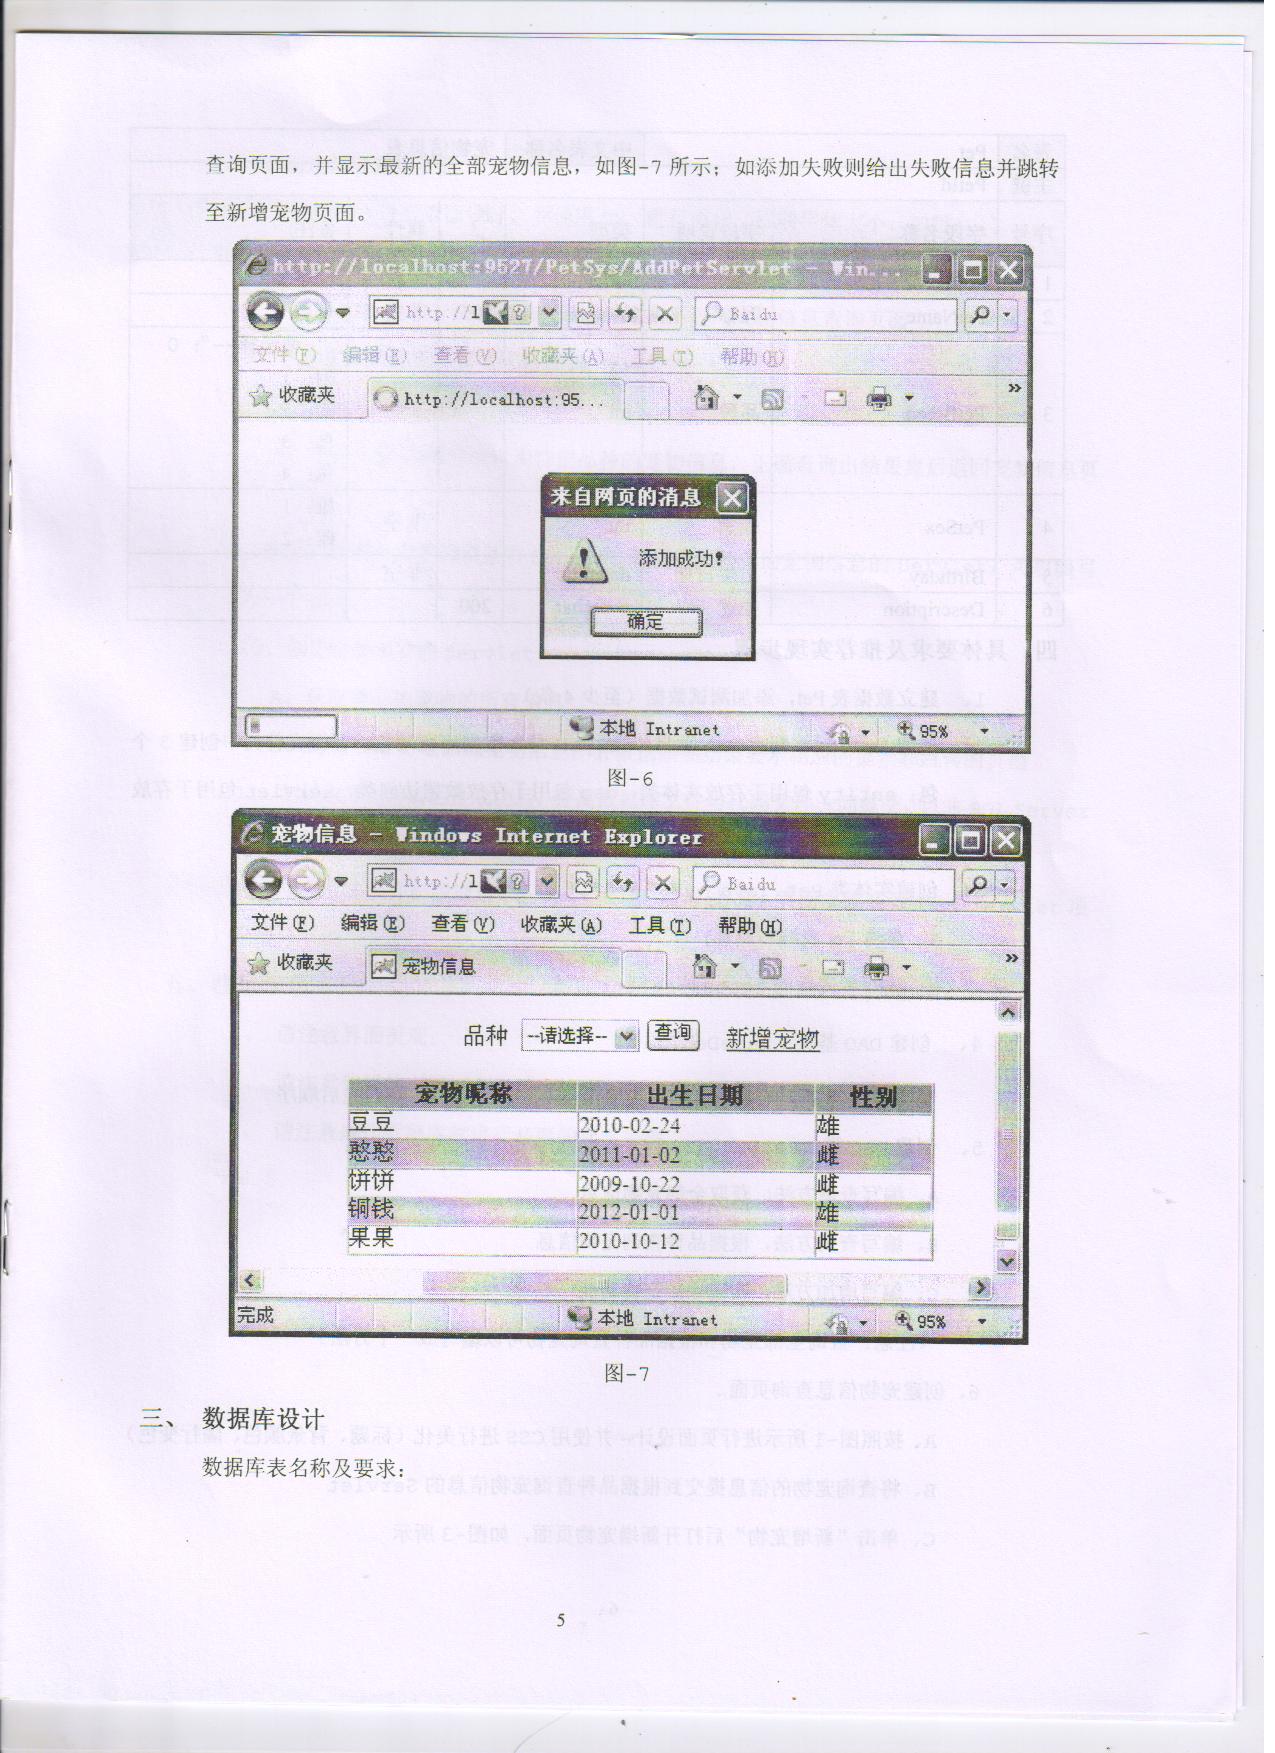 查询页面，并显示最新的全部宠物信息，如图-7 所示；如添加失败则给出失败信息并跳转
至新增宠物页面。
http://localhost:9527/PetSys/AddPetServlet - Win...
http://l Baidu
文件(F) 编辑(E) 查看(V) 收藏夹(A) 工具(T) 帮助(H)
收藏夹 http://localhost:95... »
来自网页的消息
添加成功!
确定
本地 Intranet 95%
图-6
宠物信息 - Windows Internet Explorer
http://l Baidu
文件(F) 编辑(E) 查看(V) 收藏夹(A) 工具(T) 帮助(H)
收藏夹 宠物信息 »
品种 --请选择-- 查询 新增宠物
宠物昵称 出生日期 性别
豆豆 2010-02-24 雄
憨憨 2011-01-02 雌
饼饼 2009-10-22 雌
铜钱 2012-01-01 雄
果果 2010-10-12 雌
完成 本地 Intranet 95%
图-7
三、 数据库设计
数据库表名称及要求：
5